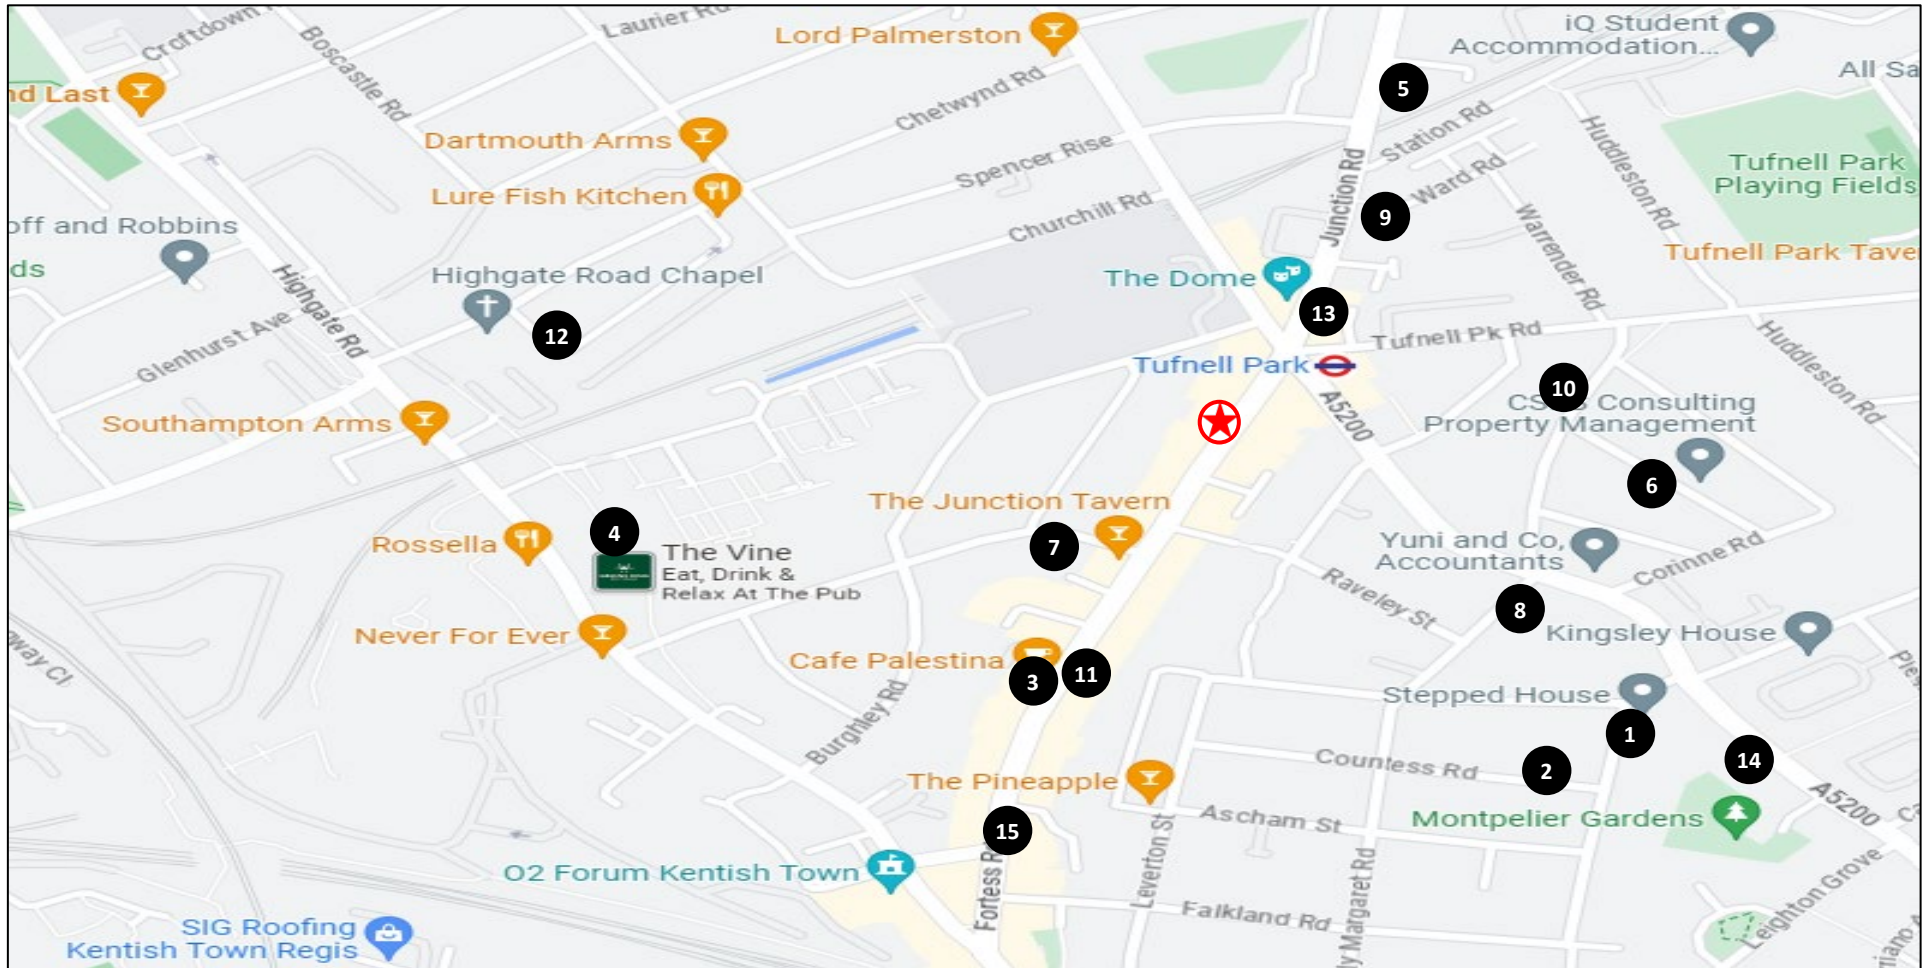 Croftdown
Laurier Rd
Boscastle Rd
Lord Palmerston
iQ Student
Accommodation...
All Sa
nd Last
Chetwynd Rd
5
Station Rd
Huddleston Rd
Dartmouth Arms
Spencer Rise
Junction Rd
Ward Rd
Tufnell Park
Playing Fields
Lure Fish Kitchen
Churchill Rd
9
Warrender Rd
off and Robbins
Tufnell Park Tave
ds
Highgate Road Chapel
Highgate Rd
The Dome
13
12
Glenhurst Ave
Tufnell Pk Rd
Huddleston Rd
Tufnell Park
A5200
10
Southampton Arms
Consulting
Property Management
6
The Junction Tavern
4
Rossella
The Vine
Eat, Drink &
Relax At The Pub
7
Yuni and Co,
Accountants
Corinne Rd
Raveley St
8
Never For Ever
Kingsley House
way Cl
Cafe Palestina
3
11
Burghley Rd
Stepped House
1
Countess Rd
2
14
The Pineapple
Ascham St
Montpelier Gardens
A5200
15
Fortess Rd
Leverton St
O2 Forum Kentish Town
y Margaret Rd
Leighton Grove
Falkland Rd
SIG Roofing
Kentish Town Regis